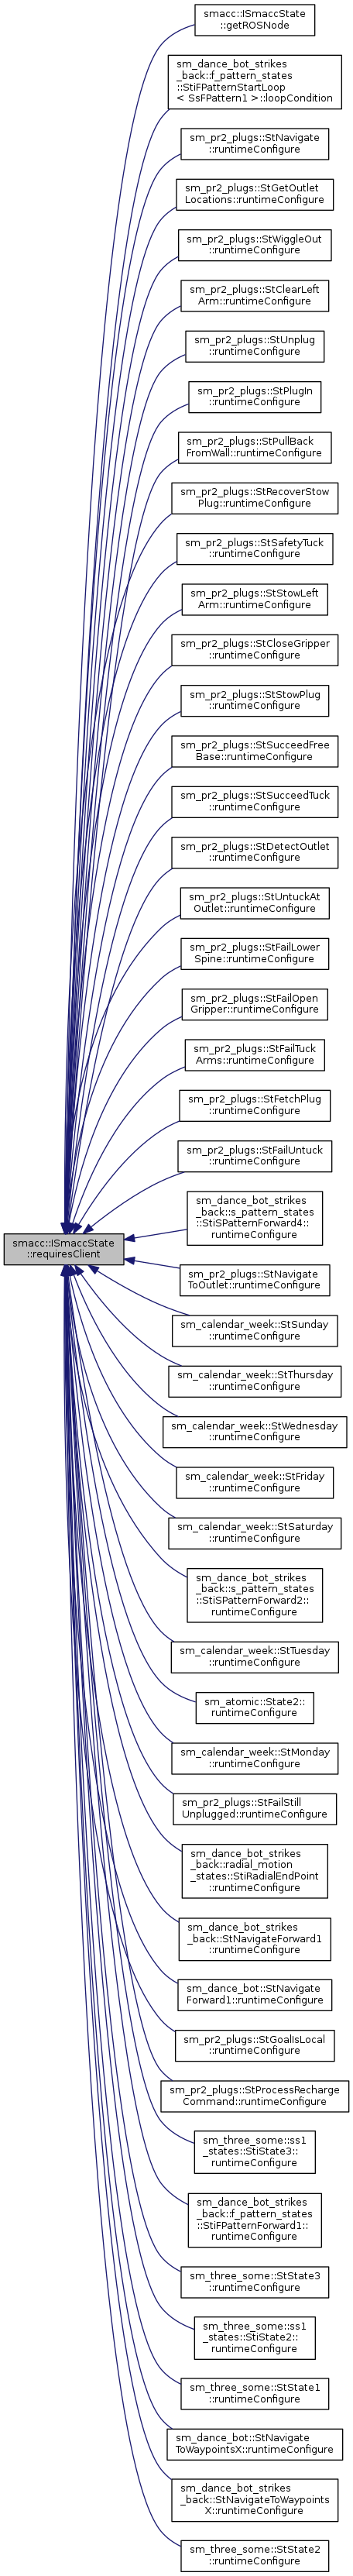 smacc::ISmaccState
::getROSNode
sm_dance_bot_strikes
_back::f_pattern_states
::StiFPatternStartLoop
< SsFPattern1 >::loopCondition
sm_pr2_plugs::StNavigate
::runtimeConfigure
sm_pr2_plugs::StGetOutlet
Locations::runtimeConfigure
sm_pr2_plugs::StWiggleOut
::runtimeConfigure
sm_pr2_plugs::StClearLeft
Arm::runtimeConfigure
sm_pr2_plugs::StUnplug
::runtimeConfigure
sm_pr2_plugs::StPlugIn
::runtimeConfigure
sm_pr2_plugs::StPullBack
FromWall::runtimeConfigure
sm_pr2_plugs::StRecoverStow
Plug::runtimeConfigure
sm_pr2_plugs::StSafetyTuck
::runtimeConfigure
sm_pr2_plugs::StStowLeft
Arm::runtimeConfigure
sm_pr2_plugs::StCloseGripper
::runtimeConfigure
sm_pr2_plugs::StStowPlug
::runtimeConfigure
sm_pr2_plugs::StSucceedFree
Base::runtimeConfigure
sm_pr2_plugs::StSucceedTuck
::runtimeConfigure
sm_pr2_plugs::StDetectOutlet
::runtimeConfigure
sm_pr2_plugs::StUntuckAt
Outlet::runtimeConfigure
sm_pr2_plugs::StFailLower
Spine::runtimeConfigure
sm_pr2_plugs::StFailOpen
Gripper::runtimeConfigure
sm_pr2_plugs::StFailTuck
Arms::runtimeConfigure
sm_pr2_plugs::StFetchPlug
::runtimeConfigure
sm_pr2_plugs::StFailUntuck
::runtimeConfigure
sm_dance_bot_strikes
_back::s_pattern_states
::StiSPatternForward4::
runtimeConfigure
smacc::ISmaccState
::requiresClient
sm_pr2_plugs::StNavigate
ToOutlet::runtimeConfigure
sm_calendar_week::StSunday
::runtimeConfigure
sm_calendar_week::StThursday
::runtimeConfigure
sm_calendar_week::StWednesday
::runtimeConfigure
sm_calendar_week::StFriday
::runtimeConfigure
sm_calendar_week::StSaturday
::runtimeConfigure
sm_dance_bot_strikes
_back::s_pattern_states
::StiSPatternForward2::
runtimeConfigure
sm_calendar_week::StTuesday
::runtimeConfigure
sm_atomic::State2::
runtimeConfigure
sm_calendar_week::StMonday
::runtimeConfigure
sm_pr2_plugs::StFailStill
Unplugged::runtimeConfigure
sm_dance_bot_strikes
_back::radial_motion
_states::StiRadialEndPoint
::runtimeConfigure
sm_dance_bot_strikes
_back::StNavigateForward1
::runtimeConfigure
sm_dance_bot::StNavigate
Forward1::runtimeConfigure
sm_pr2_plugs::StGoalIsLocal
::runtimeConfigure
sm_pr2_plugs::StProcessRecharge
Command::runtimeConfigure
sm_three_some::ss1
_states::StiState3::
runtimeConfigure
sm_dance_bot_strikes
_back::f_pattern_states
::StiFPatternForward1::
runtimeConfigure
sm_three_some::StState3
::runtimeConfigure
sm_three_some::ss1
_states::StiState2::
runtimeConfigure
sm_three_some::StState1
::runtimeConfigure
sm_dance_bot::StNavigate
ToWaypointsX::runtimeConfigure
sm_dance_bot_strikes
_back::StNavigateToWaypoints
X::runtimeConfigure
sm_three_some::StState2
::runtimeConfigure